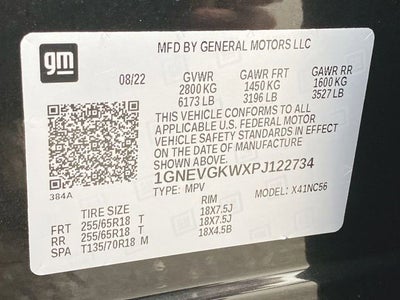 gm
MFD BY GENERAL MOTORS LLC
08/22 GVWR GAWR FRT GAWR RR
2800 KG 1450 KG 1600 KG
6173 LB 3196 LB 3527 LB
THIS VEHICLE CONFORMS TO ALL
APPLICABLE U.S. FEDERAL MOTOR
VEHICLE SAFETY STANDARDS IN EFFECT
ON THE DATE OF MANUFACTURE
SHOWN ABOVE.
1GNEVGKWXPJ122734
384A TYPE: MPV MODEL: X41NC56
TIRE SIZE RIM
FRT 255/65R18 T 18X7.5J
RR 255/65R18 T 18X7.5J
SPA T135/70R18 M 18X4.5B